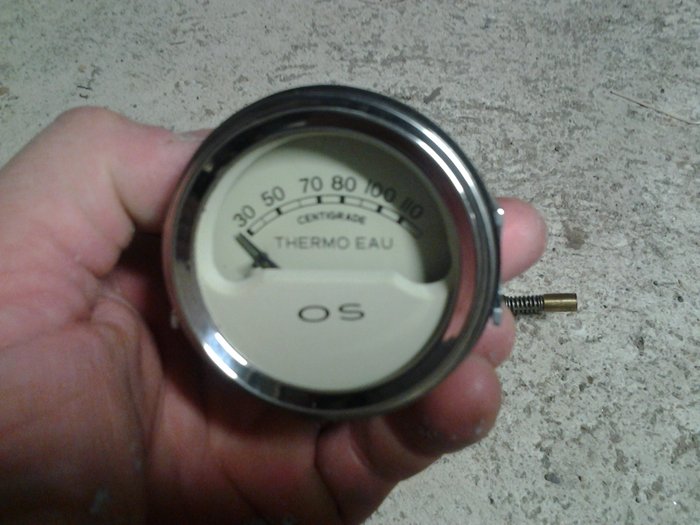 30 50 70 80 100 110
CENTIGRADE
THERMO EAU
OS